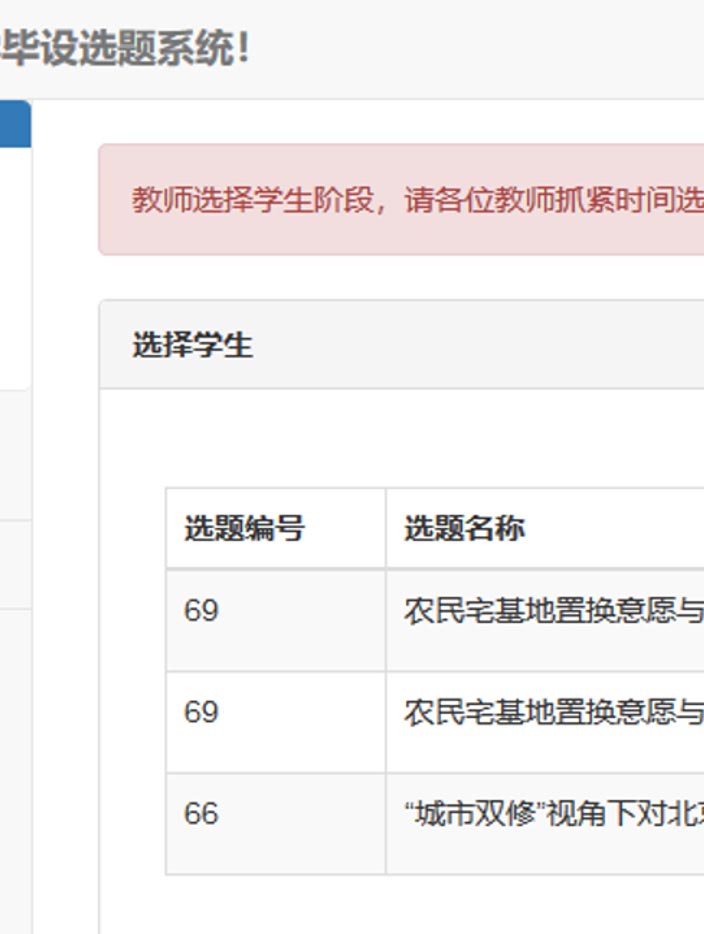 毕设选题系统！
教师选择学生阶段，请各位教师抓紧时间选
选择学生
选题编号 选题名称
69 农民宅基地置换意愿与
69 农民宅基地置换意愿与
66 “城市双修”视角下对北